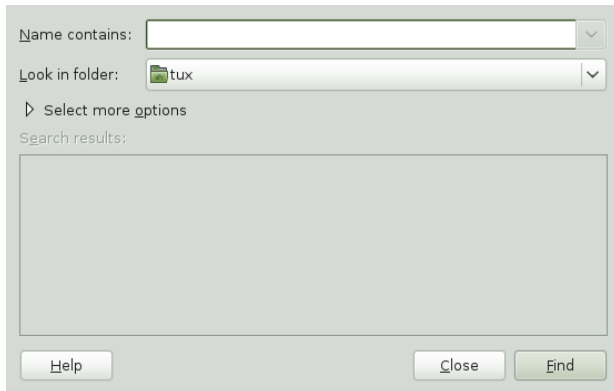 Name contains:
Look in folder: tux
Select more options
Search results:
Help Close Find